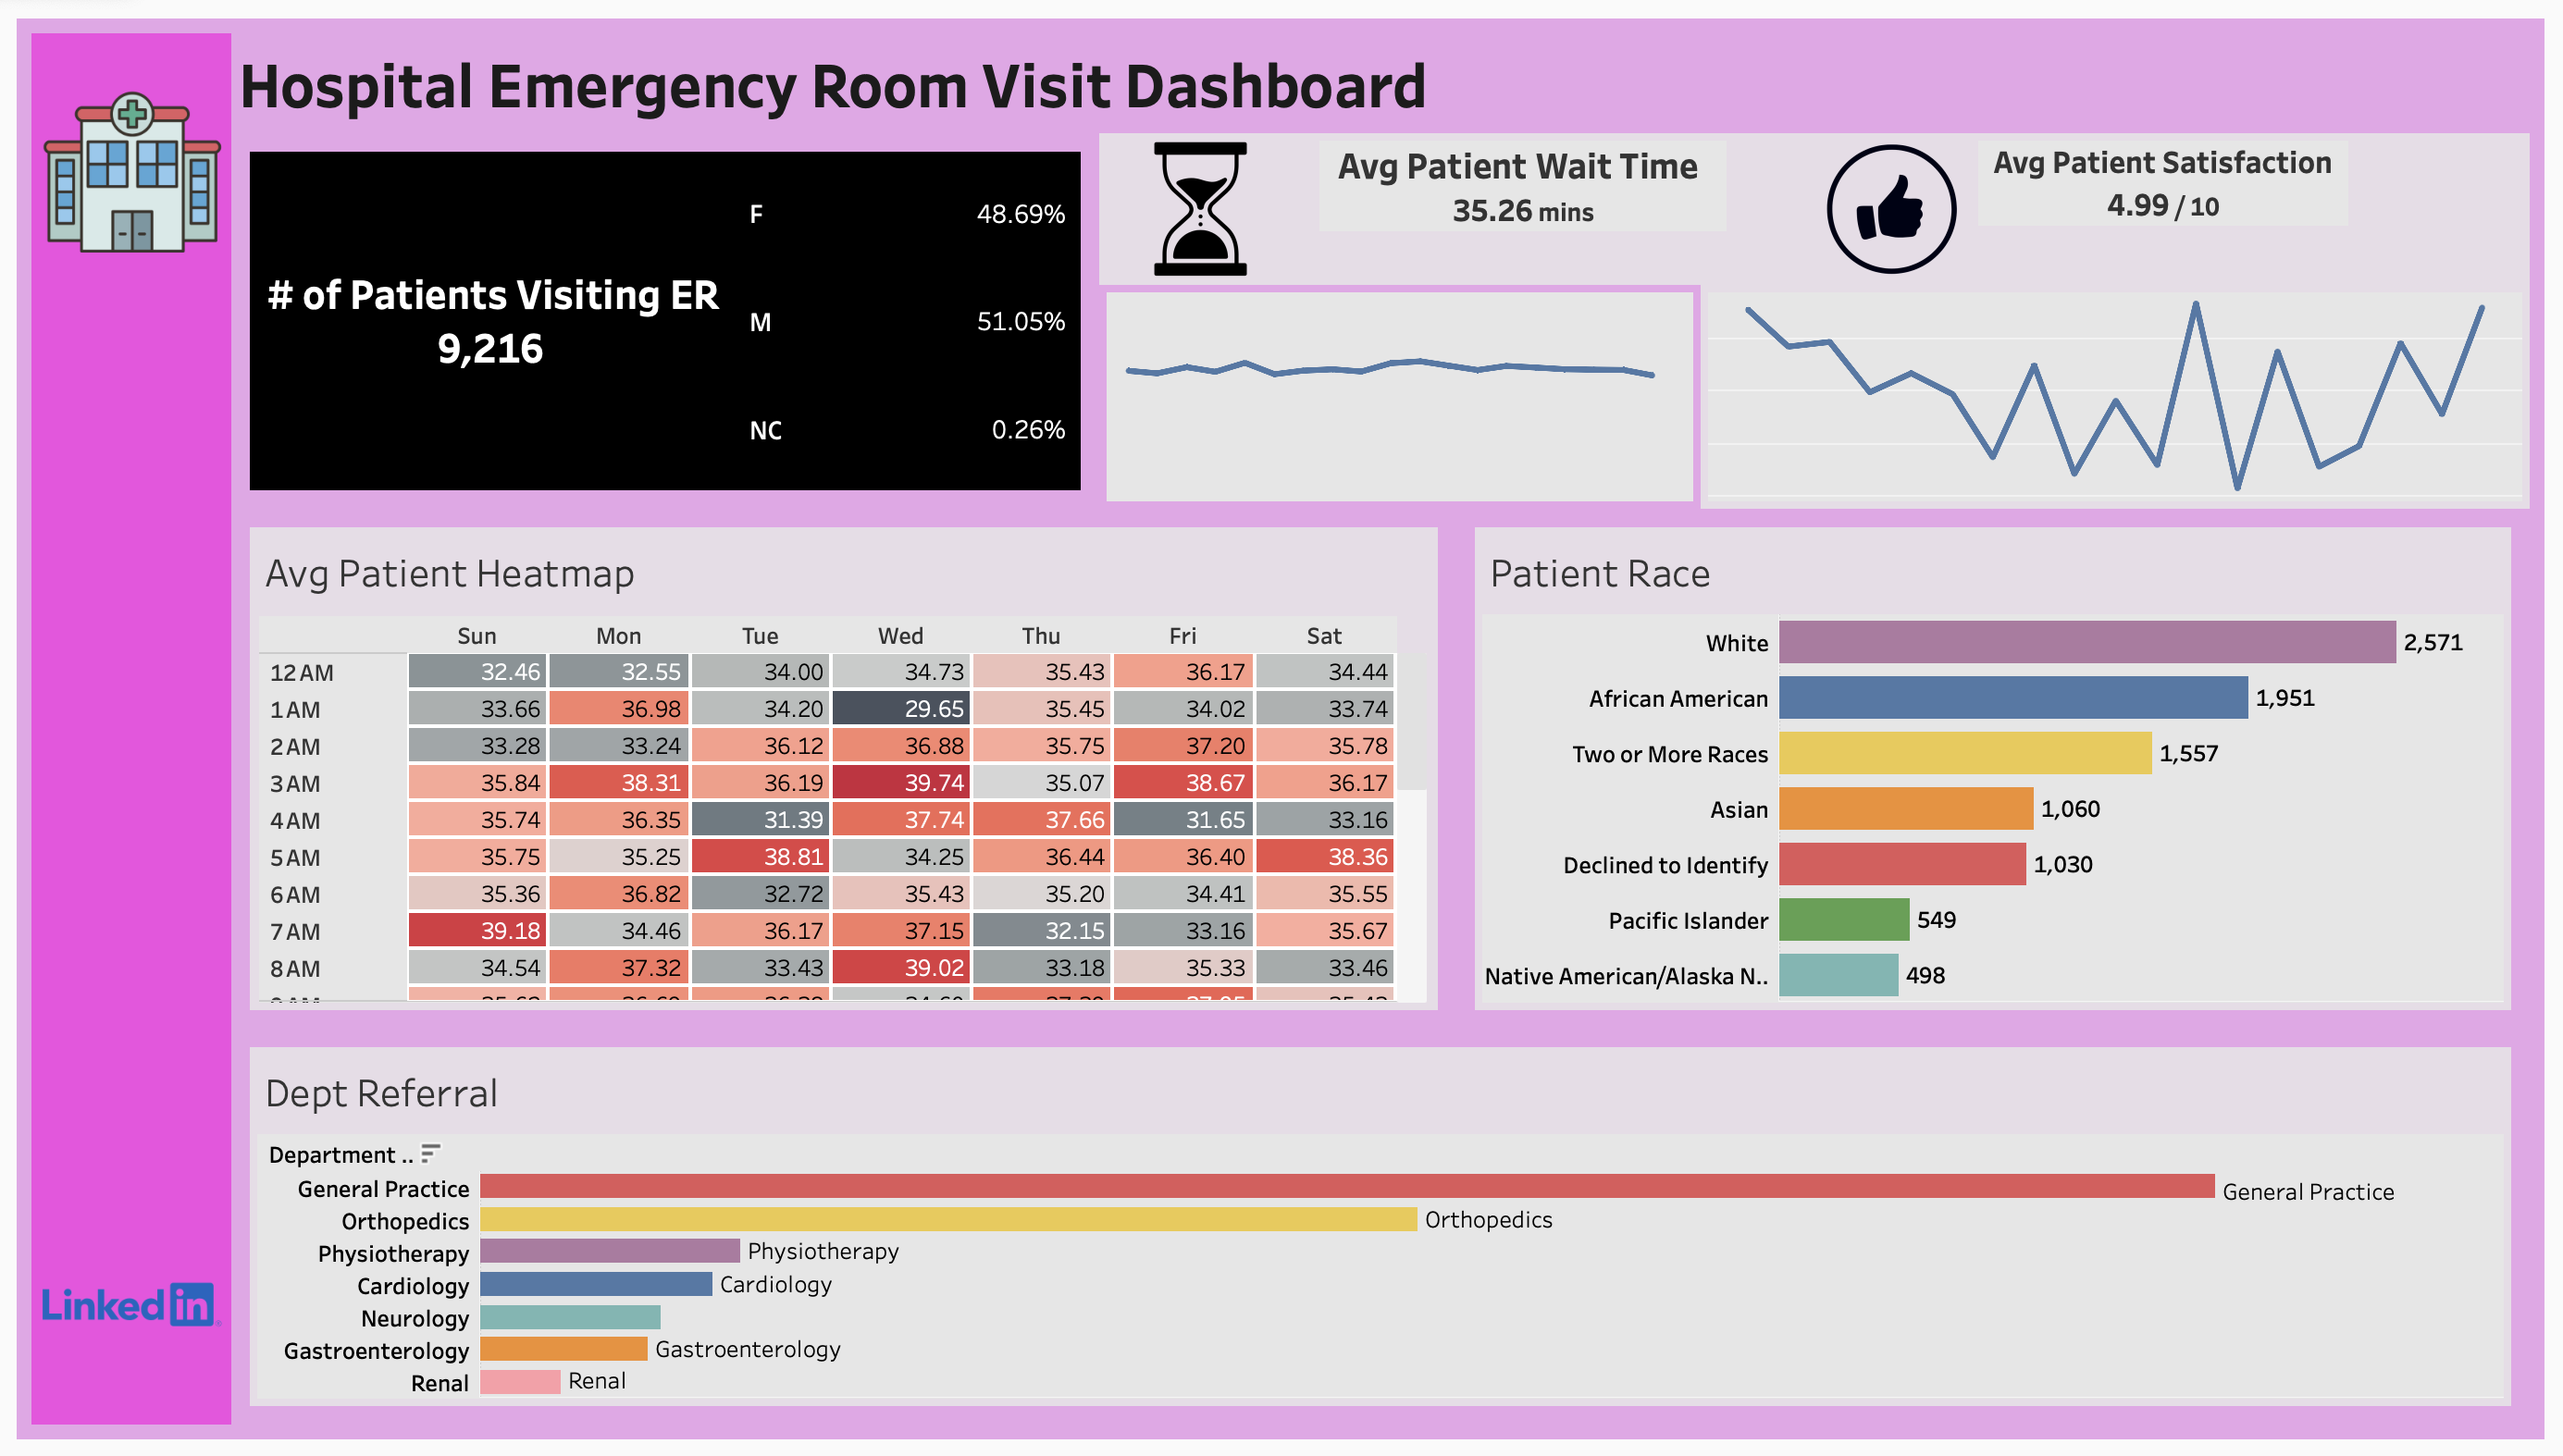 Hospital Emergency Room Visit Dashboard
# of Patients Visiting ER
9,216
F 48.69%
M 51.05%
NC 0.26%
Avg Patient Wait Time
35.26 mins
Avg Patient Satisfaction
4.99 / 10
Avg Patient Heatmap
Sun Mon Tue Wed Thu Fri Sat
12 AM 32.46 32.55 34.00 34.73 35.43 36.17 34.44
1 AM 33.66 36.98 34.20 29.65 35.45 34.02 33.74
2 AM 33.28 33.24 36.12 36.88 35.75 37.20 35.78
3 AM 35.84 38.31 36.19 39.74 35.07 38.67 36.17
4 AM 35.74 36.35 31.39 37.74 37.66 31.65 33.16
5 AM 35.75 35.25 38.81 34.25 36.44 36.40 38.36
6 AM 35.36 36.82 32.72 35.43 35.20 34.41 35.55
7 AM 39.18 34.46 36.17 37.15 32.15 33.16 35.67
8 AM 34.54 37.32 33.43 39.02 33.18 35.33 33.46
Patient Race
White 2,571
African American 1,951
Two or More Races 1,557
Asian 1,060
Declined to Identify 1,030
Pacific Islander 549
Native American/Alaska N.. 498
Dept Referral
Department ..
General Practice General Practice
Orthopedics Orthopedics
Physiotherapy Physiotherapy
Cardiology Cardiology
Neurology
Gastroenterology Gastroenterology
Renal Renal
Linked in